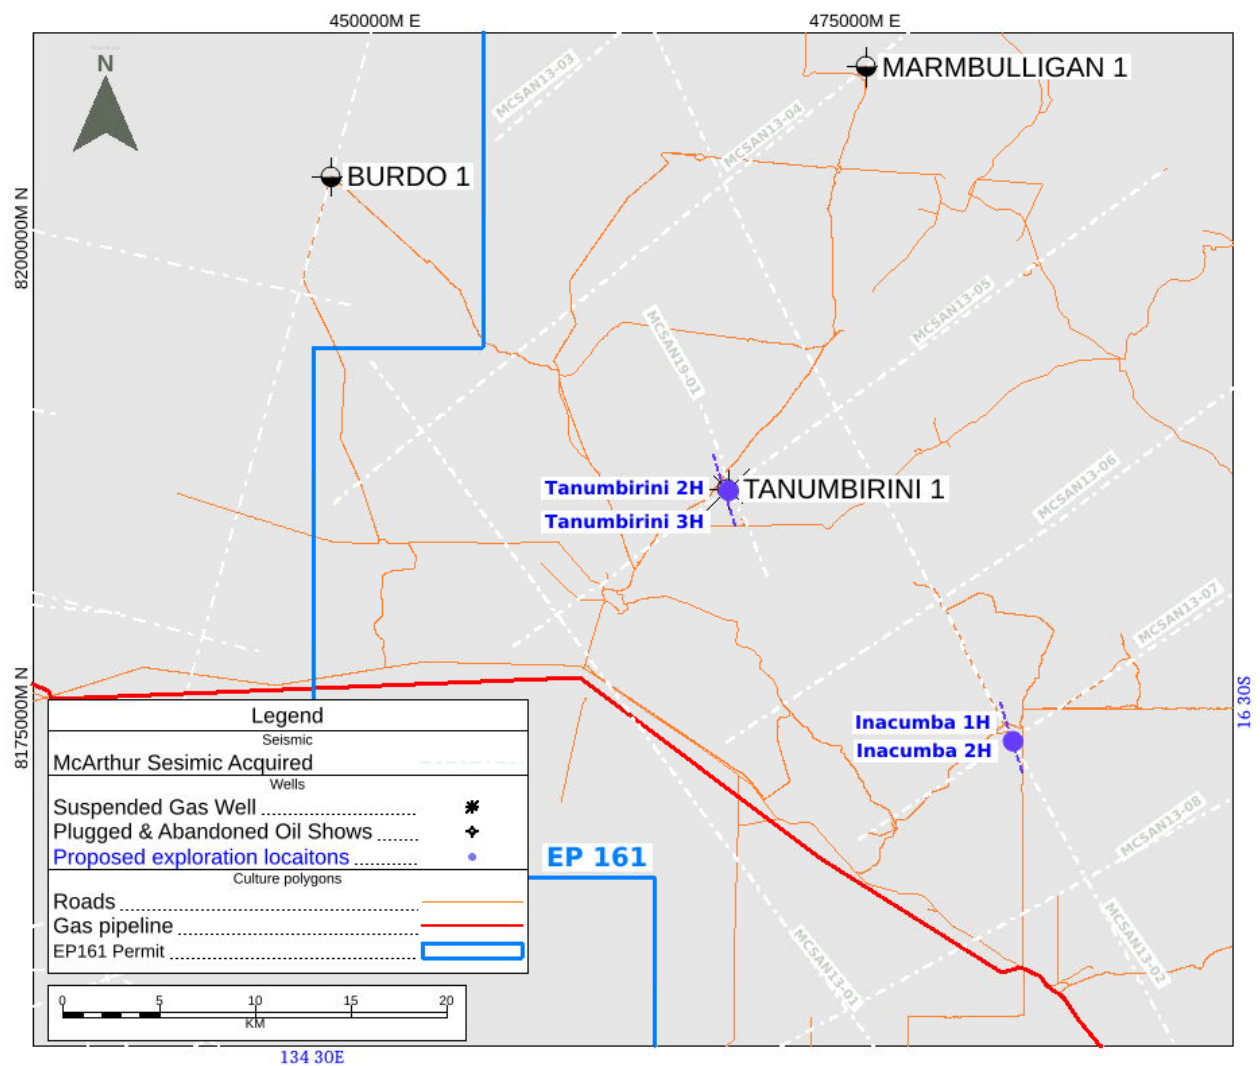 450000M E
475000M E
N
MCSAN13-03
MARMBULLIGAN 1
MCSAN13-04
BURDO 1
8200000M N
MCSAN13-05
MCSAN19-01
MCSAN13-06
Tanumbirini 2H
TANUMBIRINI 1
Tanumbirini 3H
MCSAN13-07
8175000M N
16 30S
Inacumba 1H
Inacumba 2H
MCSAN13-08
EP 161
MCSAN13-01
MCSAN13-02
Legend
Seismic
McArthur Sesimic Acquired
Wells
Suspended Gas Well
Plugged & Abandoned Oil Shows
Proposed exploration locaitons
Culture polygons
Roads
Gas pipeline
EP161 Permit
0 5 10 15 20
KM
134 30E